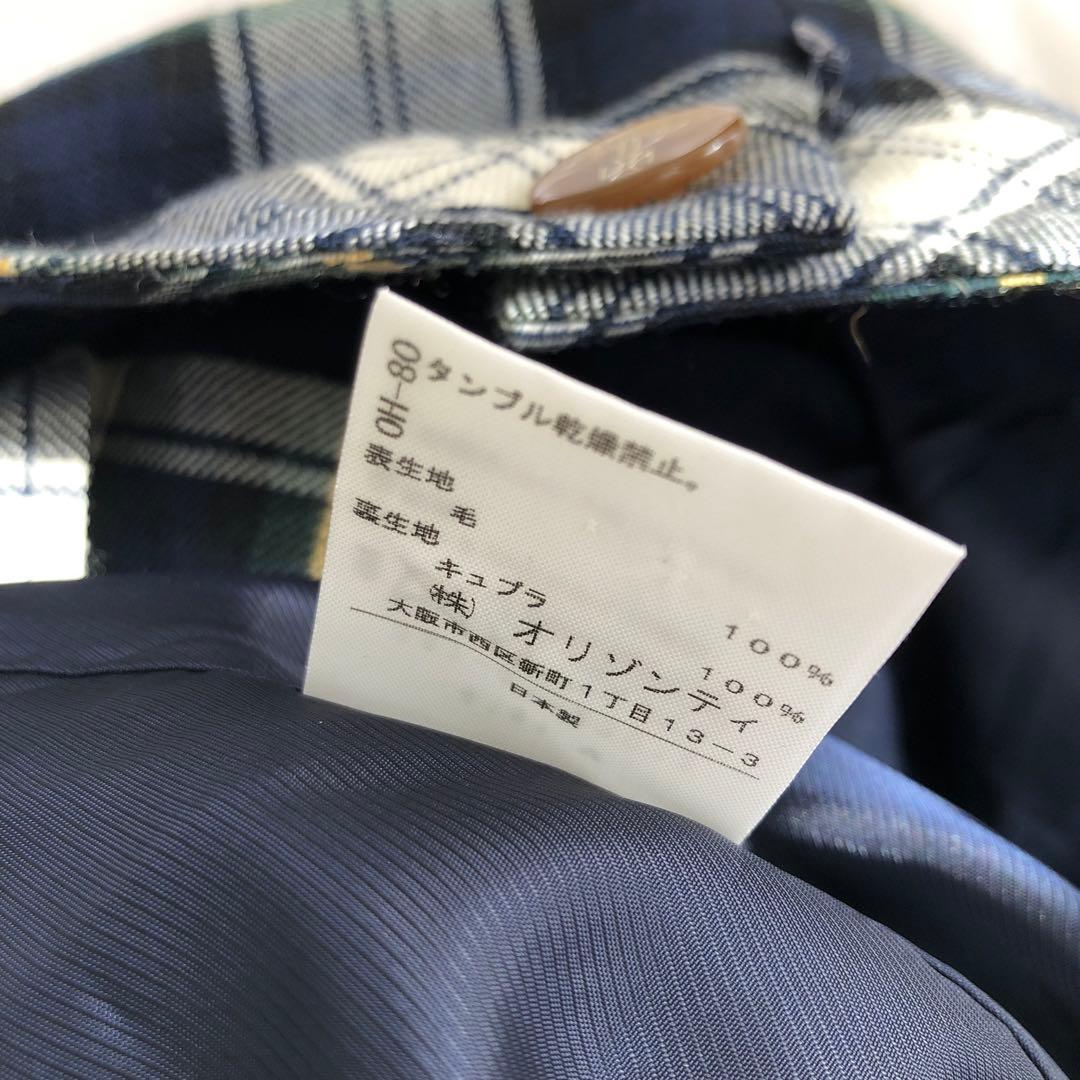 タンブル乾燥禁止。
OH-80
表生地
毛 100%
裏生地
キュプラ 100%
(株) オリゾンティ
大阪市西区新町1丁目13-3
日本製